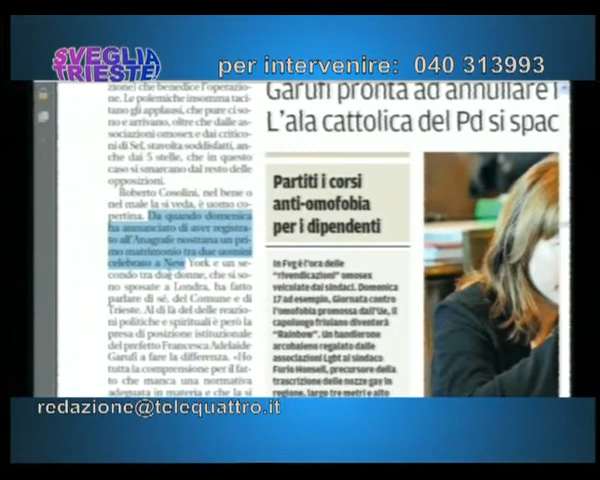 SVEGLIA
TRIESTE!
per intervenire: 040 313993
zione) che benedice l'operazio-
ne. Le polemiche insomma taci-
tano gli applausi, che pure ci so-
no e arrivano, oltre che dalle as-
sociazioni omosex e dai critico-
ni di Sel, stavolta soddisfatti, an-
che dai 5 stelle, che in questo
caso si smarcano dal resto delle
opposizioni.
Roberto Cosolini, nel bene o
nel male la si veda, è uomo co-
pertina. Da quando domenica
ha annunciato di aver registra-
to all'Anagrafe nostrana un pri-
mo matrimonio tra due uomini
celebrato a New York e un se-
condo tra due donne, che si so-
no sposate a Londra, ha fatto
parlare di sé, del Comune e di
Trieste. Al di là del delle reazio-
ni politiche e spirituali è però la
presa di posizione istituzionale
del prefetto Francesca Adelaide
Garufi a fare la differenza. «Ho
tutta la comprensione per il fat-
to che manca una normativa
adeguata in materia e che la si
Garufi pronta ad annullare l
L'ala cattolica del Pd si spac
Partiti i corsi
anti-omofobia
per i dipendenti
In Fvg è l'ora delle
"rivendicazioni" omosex
veicolate dai sindaci. Domenica
17 ad esempio, Giornata contro
l'omofobia promossa dall'Ue, il
capoluogo friulano diventerà
"Rainbow". Un bandierone
arcobaleno regalato dalle
associazioni Lgbt al sindaco
Furio Honsell, precursore della
trascrizione delle nozze gay in
regione, largo tre metri e alto
redazione@telequattro.it